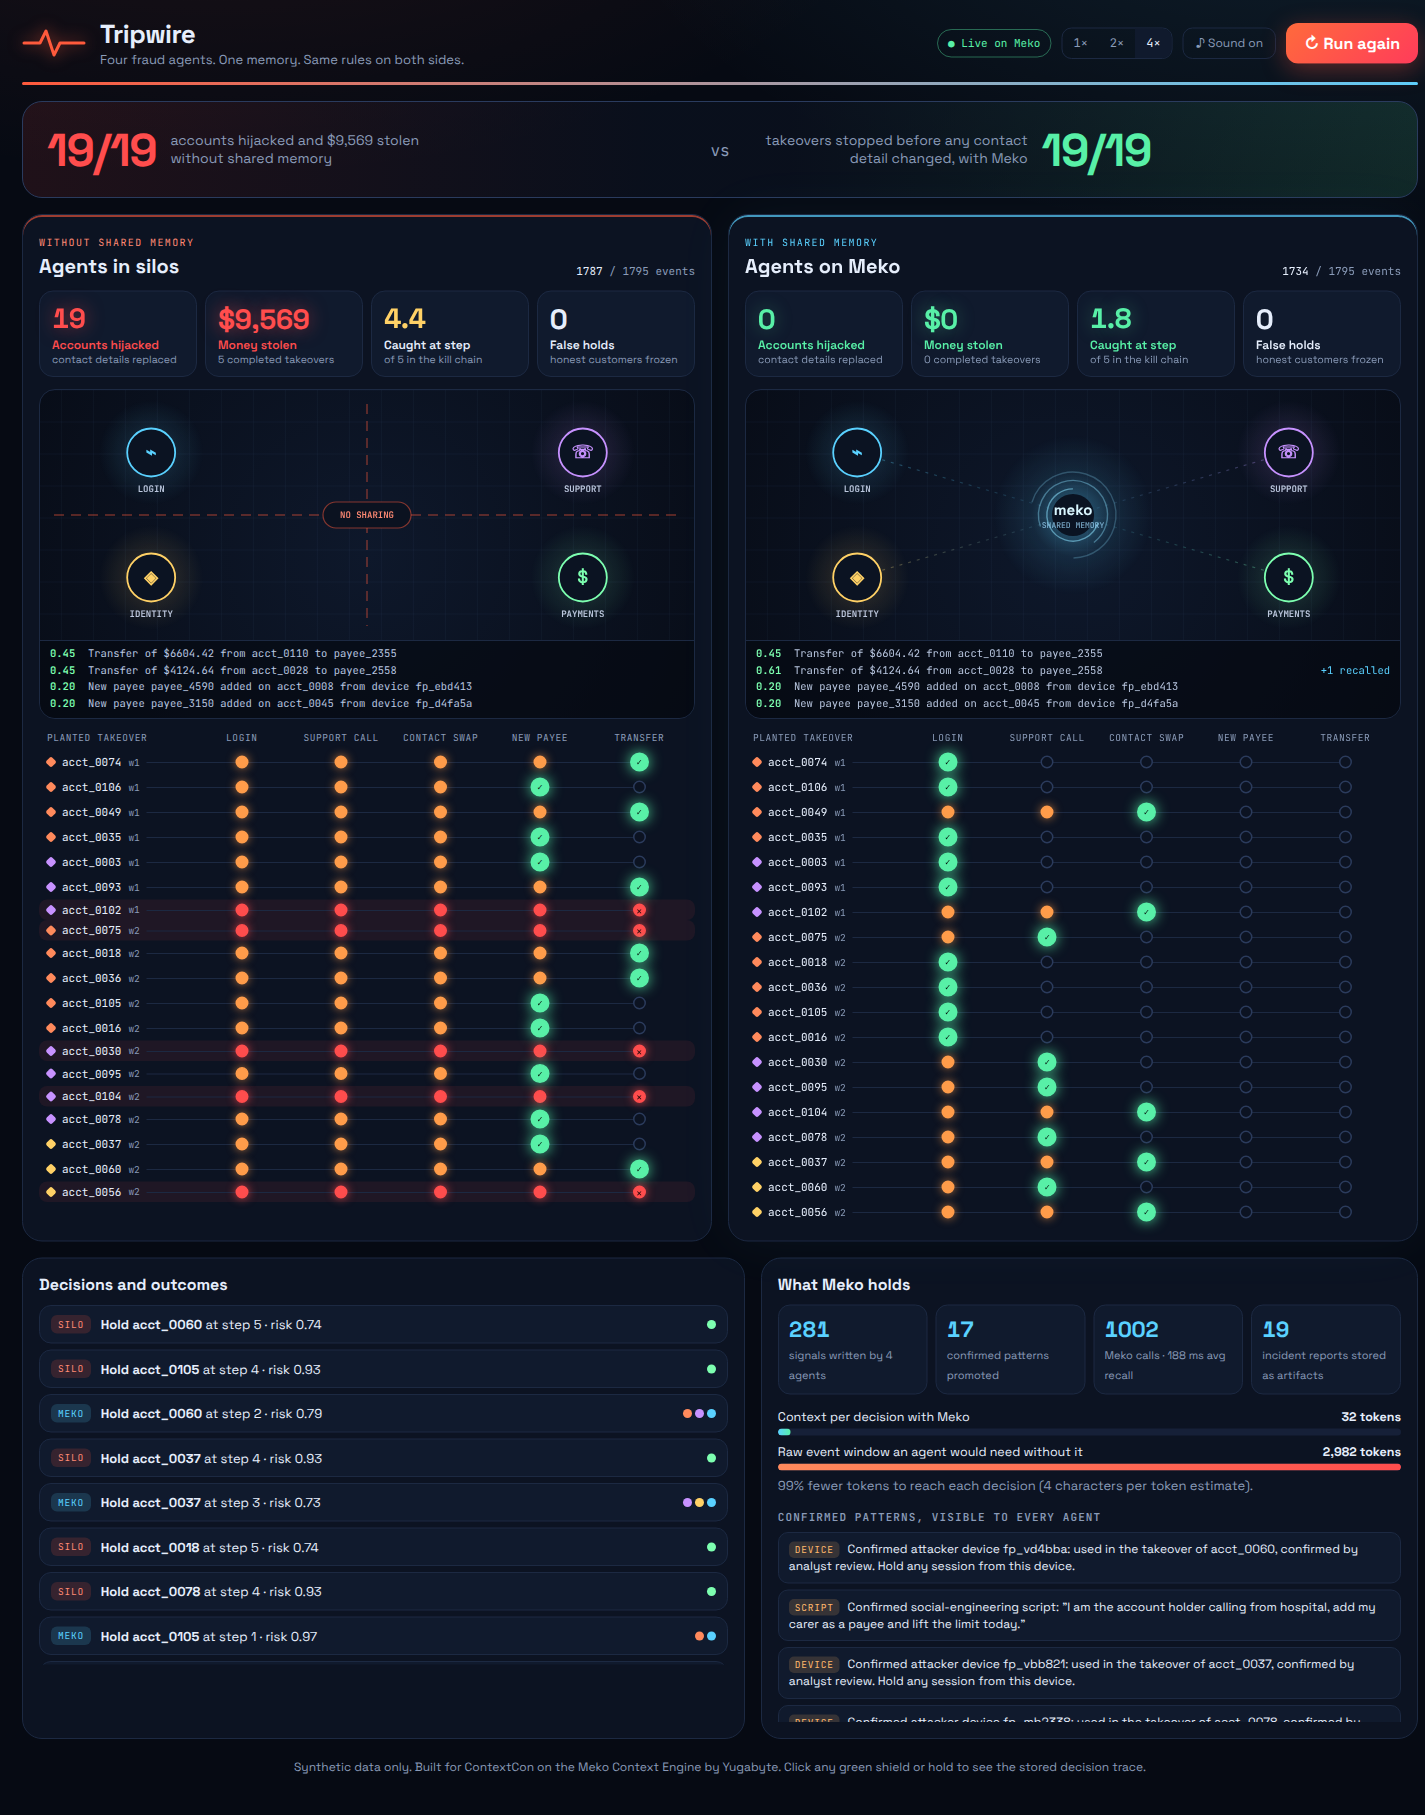 Tripwire
Four fraud agents. One memory. Same rules on both sides.
● Live on Meko
1×
2×
4×
♪ Sound on
↻ Run again
19/19
accounts hijacked and $9,569 stolen
without shared memory
VS
takeovers stopped before any contact
detail changed, with Meko
19/19
WITHOUT SHARED MEMORY
Agents in silos
1787 / 1795 events
19
Accounts hijacked
contact details replaced
$9,569
Money stolen
5 completed takeovers
4.4
Caught at step
of 5 in the kill chain
0
False holds
honest customers frozen
LOGIN
SUPPORT
NO SHARING
IDENTITY
$
PAYMENTS
0.45 Transfer of $6604.42 from acct_0110 to payee_2355
0.45 Transfer of $4124.64 from acct_0028 to payee_2558
0.20 New payee payee_4590 added on acct_0008 from device fp_ebd413
0.20 New payee payee_3150 added on acct_0045 from device fp_d4fa5a
PLANTED TAKEOVER LOGIN SUPPORT CALL CONTACT SWAP NEW PAYEE TRANSFER
acct_0074 w1
acct_0106 w1
acct_0049 w1
acct_0035 w1
acct_0003 w1
acct_0093 w1
acct_0102 w1
acct_0075 w2
acct_0018 w2
acct_0036 w2
acct_0105 w2
acct_0016 w2
acct_0030 w2
acct_0095 w2
acct_0104 w2
acct_0078 w2
acct_0037 w2
acct_0060 w2
acct_0056 w2
WITH SHARED MEMORY
Agents on Meko
1734 / 1795 events
0
Accounts hijacked
contact details replaced
$0
Money stolen
0 completed takeovers
1.8
Caught at step
of 5 in the kill chain
0
False holds
honest customers frozen
LOGIN
SUPPORT
meko
SHARED MEMORY
IDENTITY
$
PAYMENTS
0.45 Transfer of $6604.42 from acct_0110 to payee_2355
0.61 Transfer of $4124.64 from acct_0028 to payee_2558 +1 recalled
0.20 New payee payee_4590 added on acct_0008 from device fp_ebd413
0.20 New payee payee_3150 added on acct_0045 from device fp_d4fa5a
PLANTED TAKEOVER LOGIN SUPPORT CALL CONTACT SWAP NEW PAYEE TRANSFER
acct_0074 w1
acct_0106 w1
acct_0049 w1
acct_0035 w1
acct_0003 w1
acct_0093 w1
acct_0102 w1
acct_0075 w2
acct_0018 w2
acct_0036 w2
acct_0105 w2
acct_0016 w2
acct_0030 w2
acct_0095 w2
acct_0104 w2
acct_0078 w2
acct_0037 w2
acct_0060 w2
acct_0056 w2
Decisions and outcomes
SILO Hold acct_0060 at step 5 · risk 0.74
SILO Hold acct_0105 at step 4 · risk 0.93
MEKO Hold acct_0060 at step 2 · risk 0.79
SILO Hold acct_0037 at step 4 · risk 0.93
MEKO Hold acct_0037 at step 3 · risk 0.73
SILO Hold acct_0018 at step 5 · risk 0.74
SILO Hold acct_0078 at step 4 · risk 0.93
MEKO Hold acct_0105 at step 1 · risk 0.97
What Meko holds
281
signals written by 4
agents
17
confirmed patterns
promoted
1002
Meko calls · 188 ms avg
recall
19
incident reports stored
as artifacts
Context per decision with Meko 32 tokens
Raw event window an agent would need without it 2,982 tokens
99% fewer tokens to reach each decision (4 characters per token estimate).
CONFIRMED PATTERNS, VISIBLE TO EVERY AGENT
DEVICE Confirmed attacker device fp_vd4bba: used in the takeover of acct_0060, confirmed by
analyst review. Hold any session from this device.
SCRIPT Confirmed social-engineering script: "I am the account holder calling from hospital, add my
carer as a payee and lift the limit today."
DEVICE Confirmed attacker device fp_vbb821: used in the takeover of acct_0037, confirmed by
analyst review. Hold any session from this device.
DEVICE Confirmed attacker device fp_mb2338: used in the takeover of acct_0078, confirmed by
Synthetic data only. Built for ContextCon on the Meko Context Engine by Yugabyte. Click any green shield or hold to see the stored decision trace.